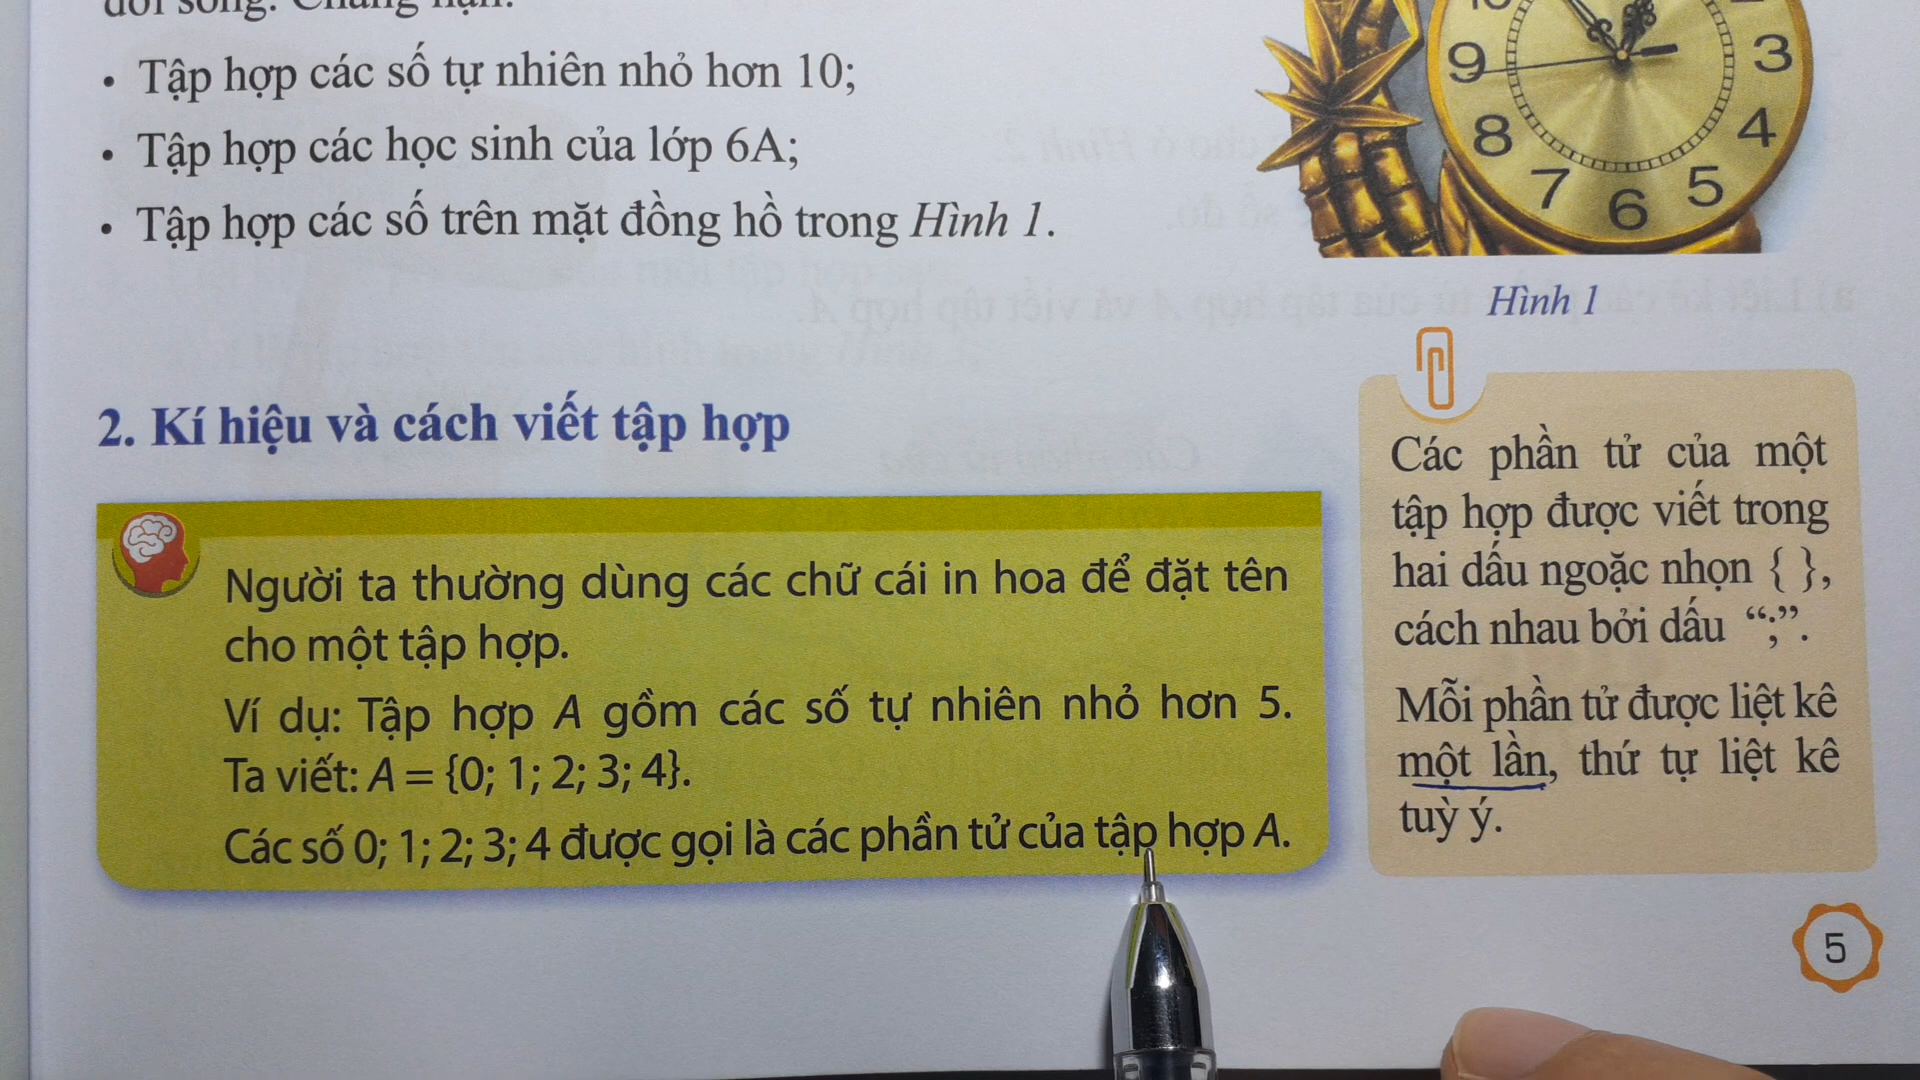 đời sống. Chẳng hạn:
• Tập hợp các số tự nhiên nhỏ hơn 10;
• Tập hợp các học sinh của lớp 6A;
• Tập hợp các số trên mặt đồng hồ trong Hình 1.
10
2
9
3
8
4
7
6
5
Hình 1
2. Kí hiệu và cách viết tập hợp
Người ta thường dùng các chữ cái in hoa để đặt tên
cho một tập hợp.
Ví dụ: Tập hợp A gồm các số tự nhiên nhỏ hơn 5.
Ta viết: A = {0; 1; 2; 3; 4}.
Các số 0; 1; 2; 3; 4 được gọi là các phần tử của tập hợp A.
Các phần tử của một
tập hợp được viết trong
hai dấu ngoặc nhọn { },
cách nhau bởi dấu “;”.
Mỗi phần tử được liệt kê
một lần, thứ tự liệt kê
tuỳ ý.
5